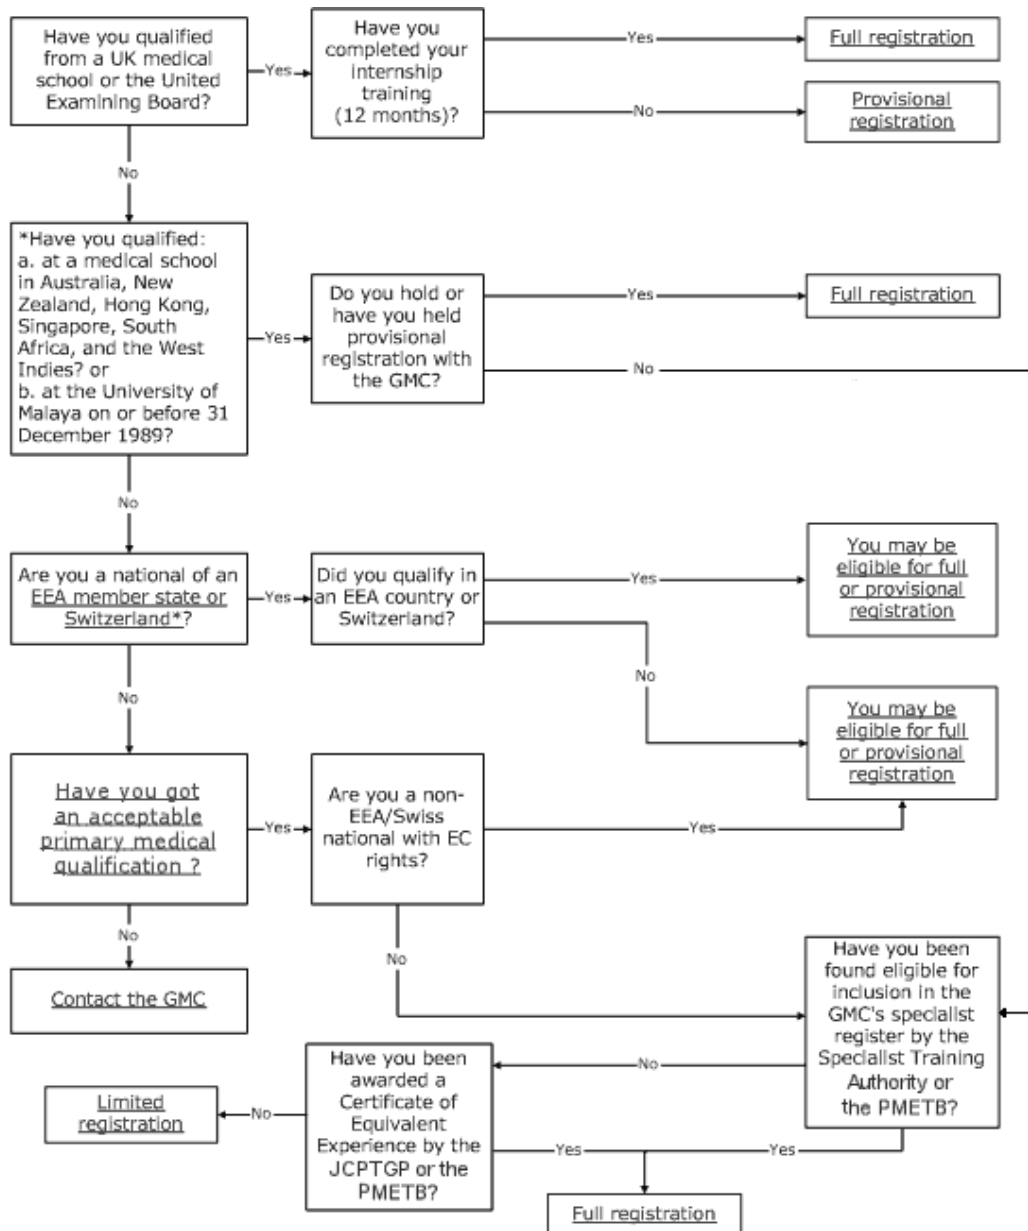 Have you qualified
from a UK medical
school or the United
Examining Board?
Yes
Have you
completed your
internship
training
(12 months)?
Yes
Full registration
No
Provisional
registration
No
*Have you qualified:
a. at a medical school
in Australia, New
Zealand, Hong Kong,
Singapore, South
Africa, and the West
Indies? or
b. at the University of
Malaya on or before 31
December 1989?
Yes
Do you hold or
have you held
provisional
registration with
the GMC?
Yes
Full registration
No
No
Are you a national of an
EEA member state or
Switzerland*?
Yes
Did you qualify in
an EEA country or
Switzerland?
Yes
You may be
eligible for full
or provisional
registration
No
You may be
eligible for full
or provisional
registration
No
Have you got
an acceptable
primary medical
qualification ?
Yes
Are you a non-
EEA/Swiss
national with EC
rights?
Yes
No
Contact the GMC
No
Have you been
found eligible for
inclusion in the
GMC's specialist
register by the
Specialist Training
Authority or
the PMETB?
No
Have you been
awarded a
Certificate of
Equivalent
Experience by the
JCPTGP or the
PMETB?
No
Limited
registration
Yes
Yes
Full registration